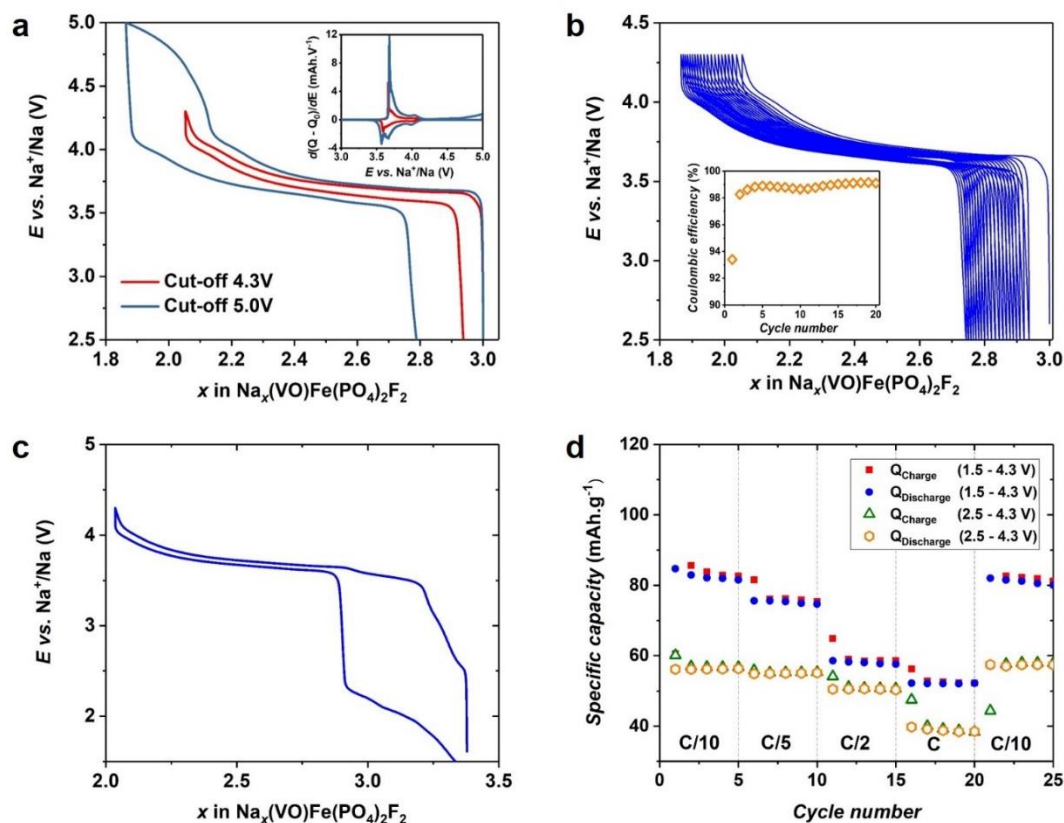 a
5.0
4.5
4.0
3.5
3.0
2.5
E vs. Na⁺/Na (V)
1.8 2.0 2.2 2.4 2.6 2.8 3.0
x in Naₓ(VO)Fe(PO₄)₂F₂
Cut-off 4.3V
Cut-off 5.0V
12
8
4
0
-4
d(Q - Q₀)/dE (mAh.V⁻¹)
3.0 3.5 4.0 4.5 5.0
E vs. Na⁺/Na (V)
b
4.5
4.0
3.5
3.0
2.5
E vs. Na⁺/Na (V)
1.8 2.0 2.2 2.4 2.6 2.8 3.0
x in Naₓ(VO)Fe(PO₄)₂F₂
100
98
96
94
92
90
Coulombic efficiency (%)
0 5 10 15 20
Cycle number
c
5
4
3
2
E vs. Na⁺/Na (V)
2.0 2.5 3.0 3.5
x in Naₓ(VO)Fe(PO₄)₂F₂
d
120
100
80
60
40
Specific capacity (mAh.g⁻¹)
Q_Charge (1.5 - 4.3 V)
Q_Discharge (1.5 - 4.3 V)
Q_Charge (2.5 - 4.3 V)
Q_Discharge (2.5 - 4.3 V)
C/10 C/5 C/2 C C/10
0 5 10 15 20 25
Cycle number